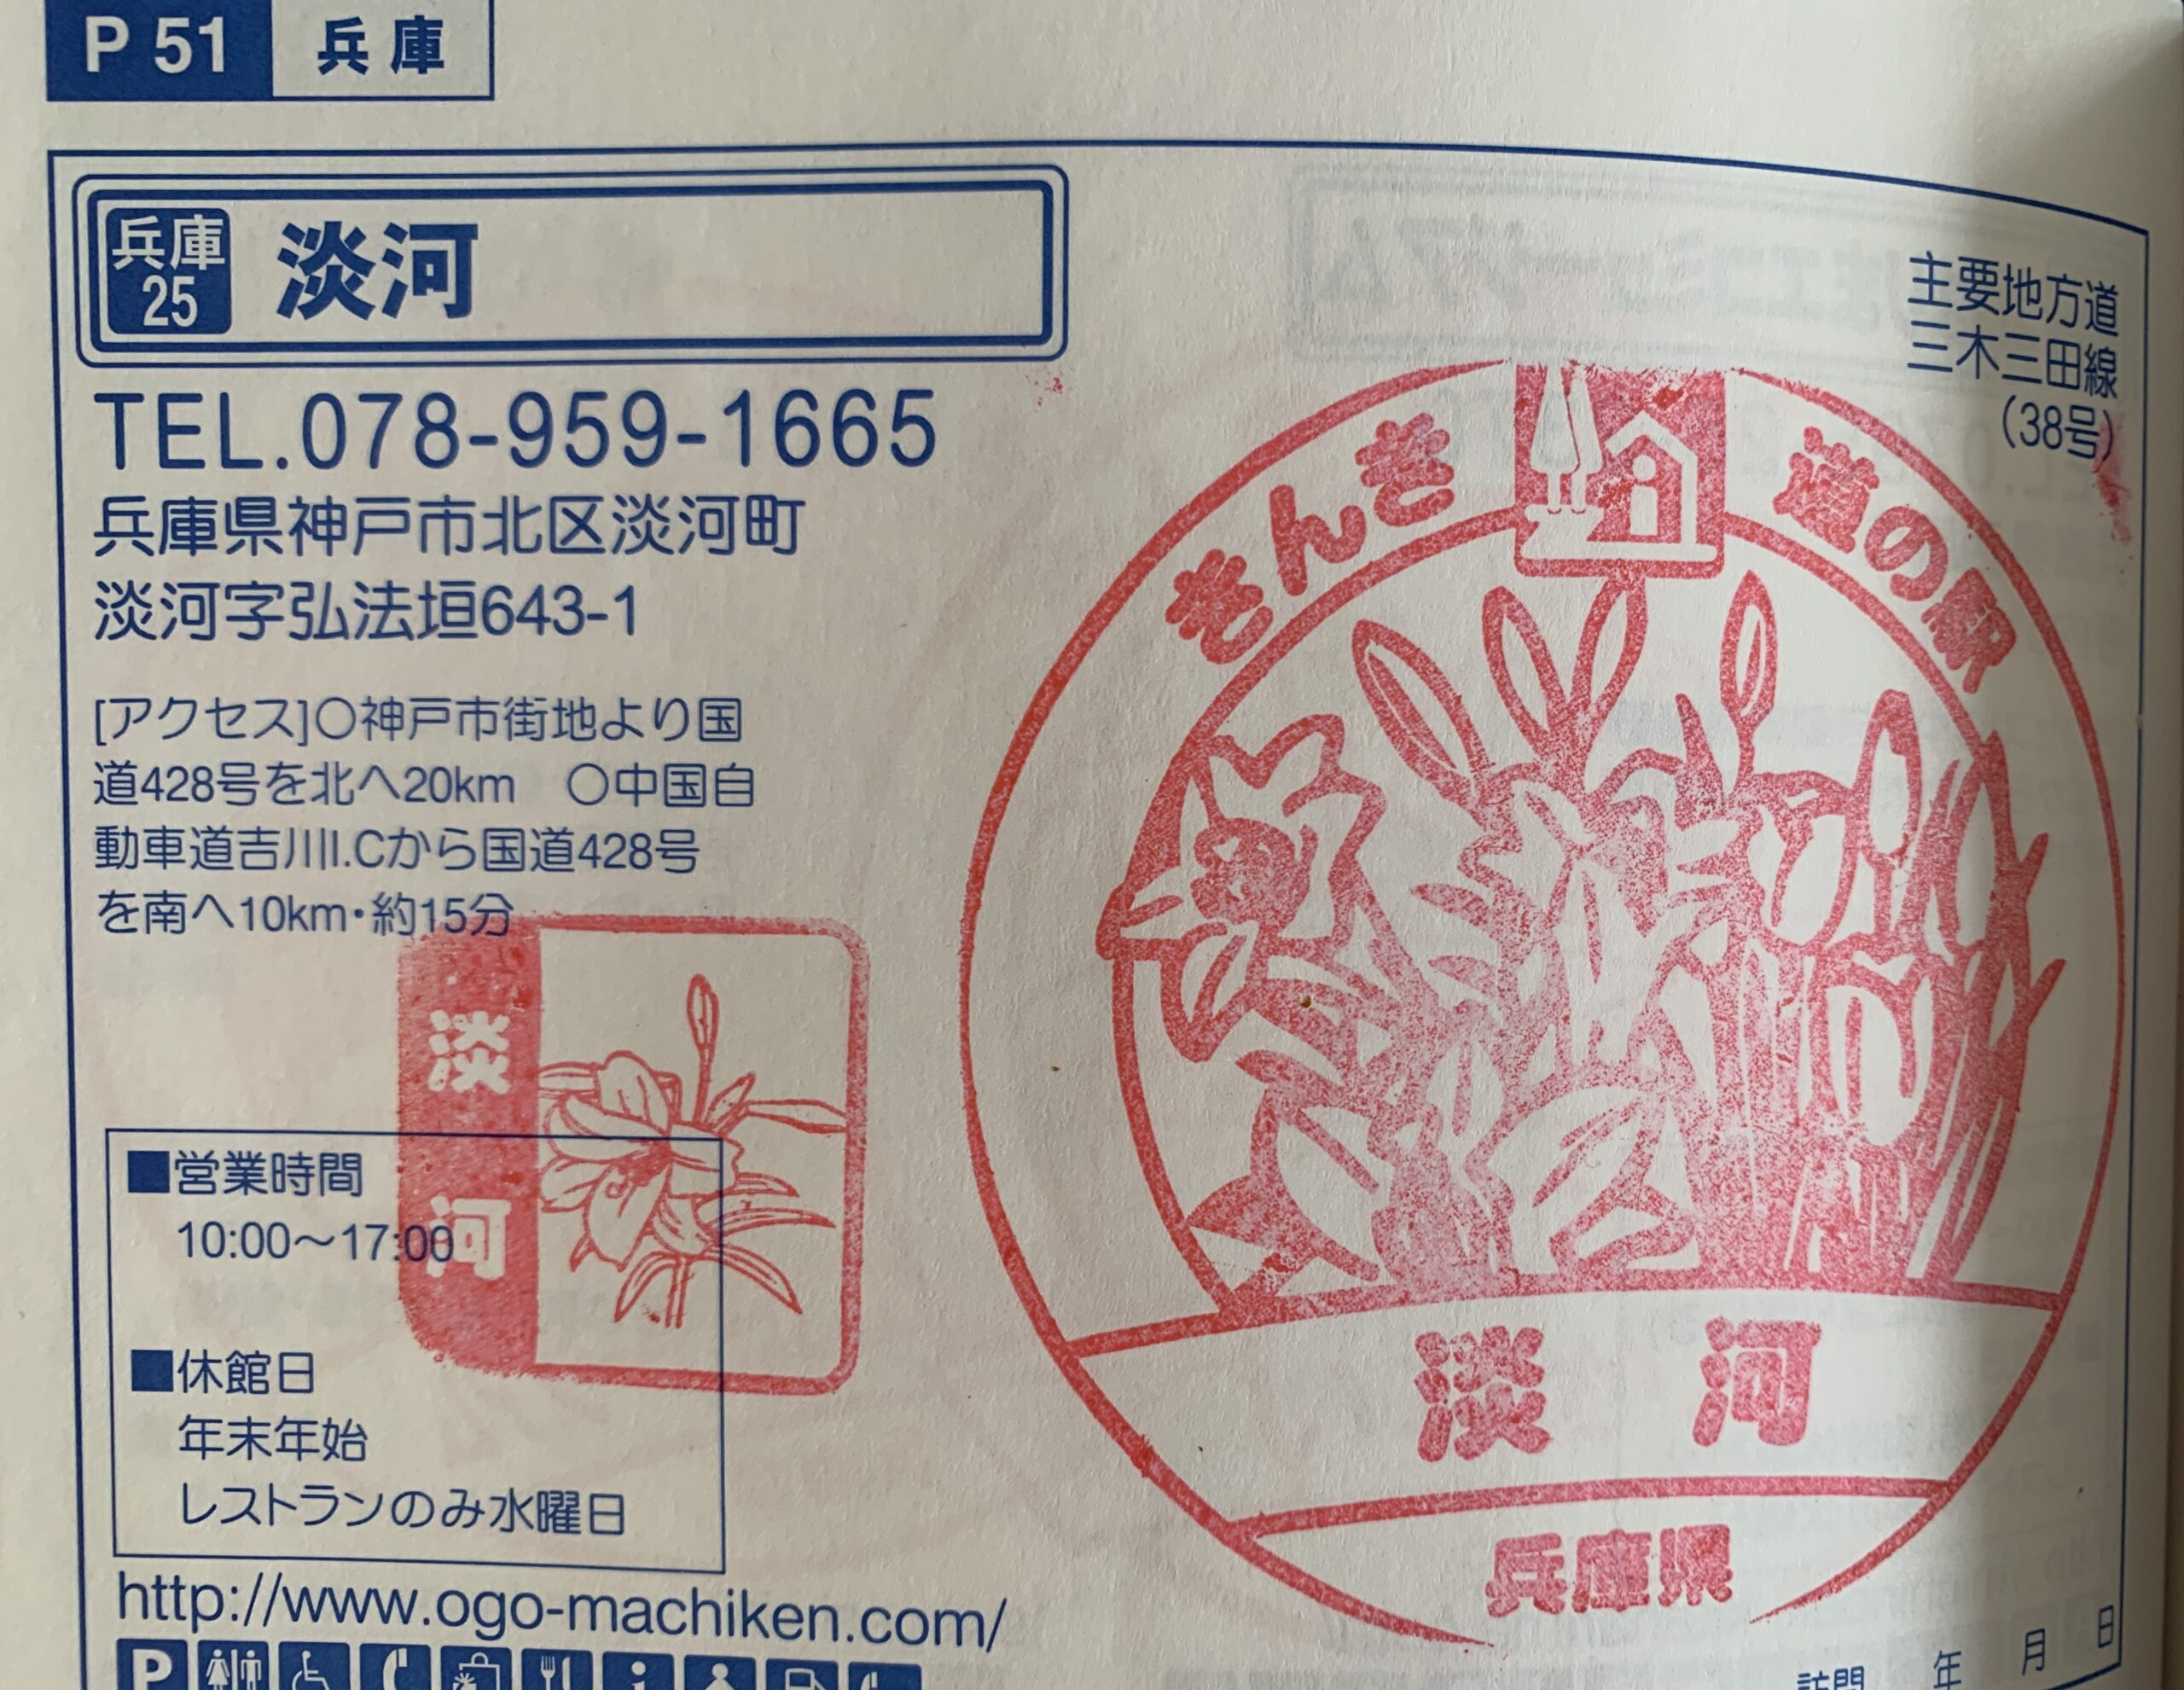 P 51 兵庫
兵庫
25
淡河
主要地方道
三木三田線
(38号)
TEL.078-959-1665
兵庫県神戸市北区淡河町
淡河字弘法垣643-1
[アクセス]○神戸市街地より国
道428号を北へ20km ○中国自
動車道吉川I.Cから国道428号
を南へ10km・約15分
淡河
■営業時間
10:00～17:00
■休館日
年末年始
レストランのみ水曜日
http://www.ogo-machiken.com/
P
きんき 道の駅
淡河
兵庫県
訪問 年 月 日